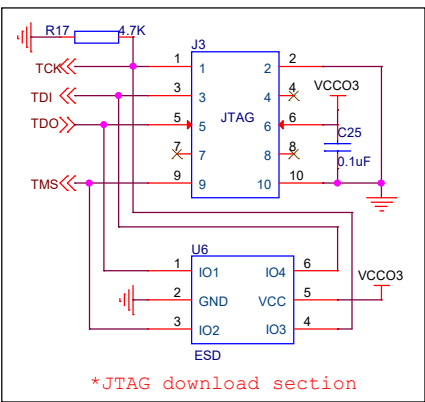 R17 4.7K
J3
TCK 1 1 2 2
VCCO3
TDI 3 3 4 4
TDO 5 5 JTAG 6 6
C25
7 7 8 8
0.1uF
TMS 9 9 10 10
U6
1 IO1 IO4 6
VCCO3
2 GND VCC 5
3 IO2 IO3 4
ESD
*JTAG download section